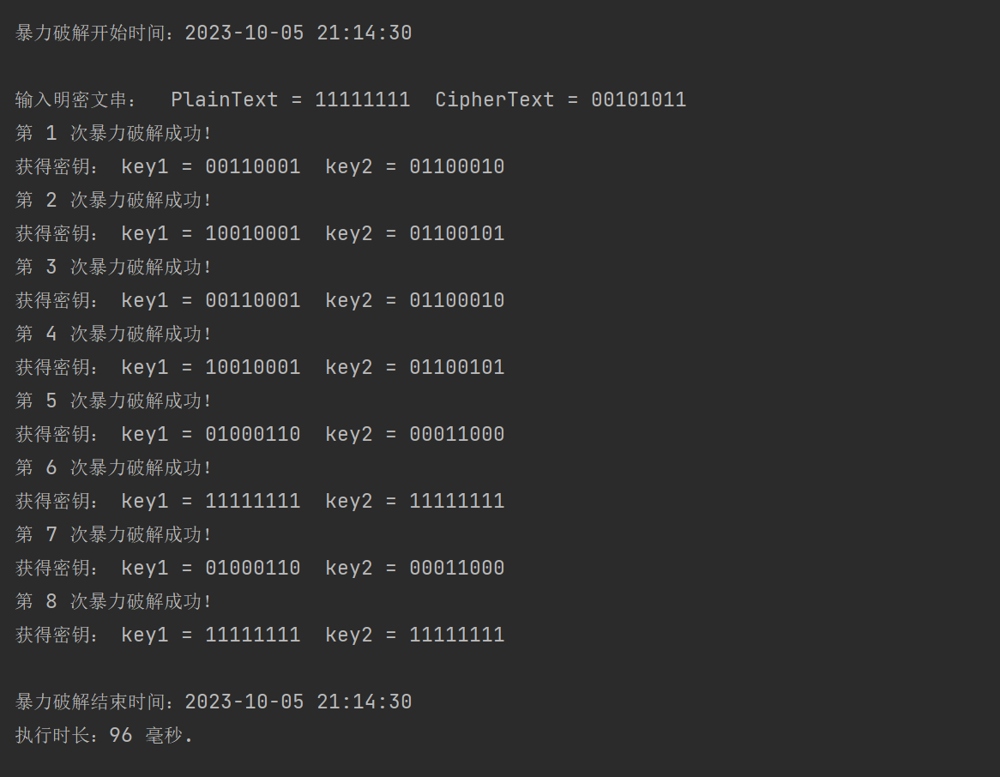 暴力破解开始时间：2023-10-05 21:14:30
输入明密文串：  PlainText = 11111111  CipherText = 00101011
第 1 次暴力破解成功！
获得密钥： key1 = 00110001  key2 = 01100010
第 2 次暴力破解成功！
获得密钥： key1 = 10010001  key2 = 01100101
第 3 次暴力破解成功！
获得密钥： key1 = 00110001  key2 = 01100010
第 4 次暴力破解成功！
获得密钥： key1 = 10010001  key2 = 01100101
第 5 次暴力破解成功！
获得密钥： key1 = 01000110  key2 = 00011000
第 6 次暴力破解成功！
获得密钥： key1 = 11111111  key2 = 11111111
第 7 次暴力破解成功！
获得密钥： key1 = 01000110  key2 = 00011000
第 8 次暴力破解成功！
获得密钥： key1 = 11111111  key2 = 11111111
暴力破解结束时间：2023-10-05 21:14:30
执行时长：96 毫秒.